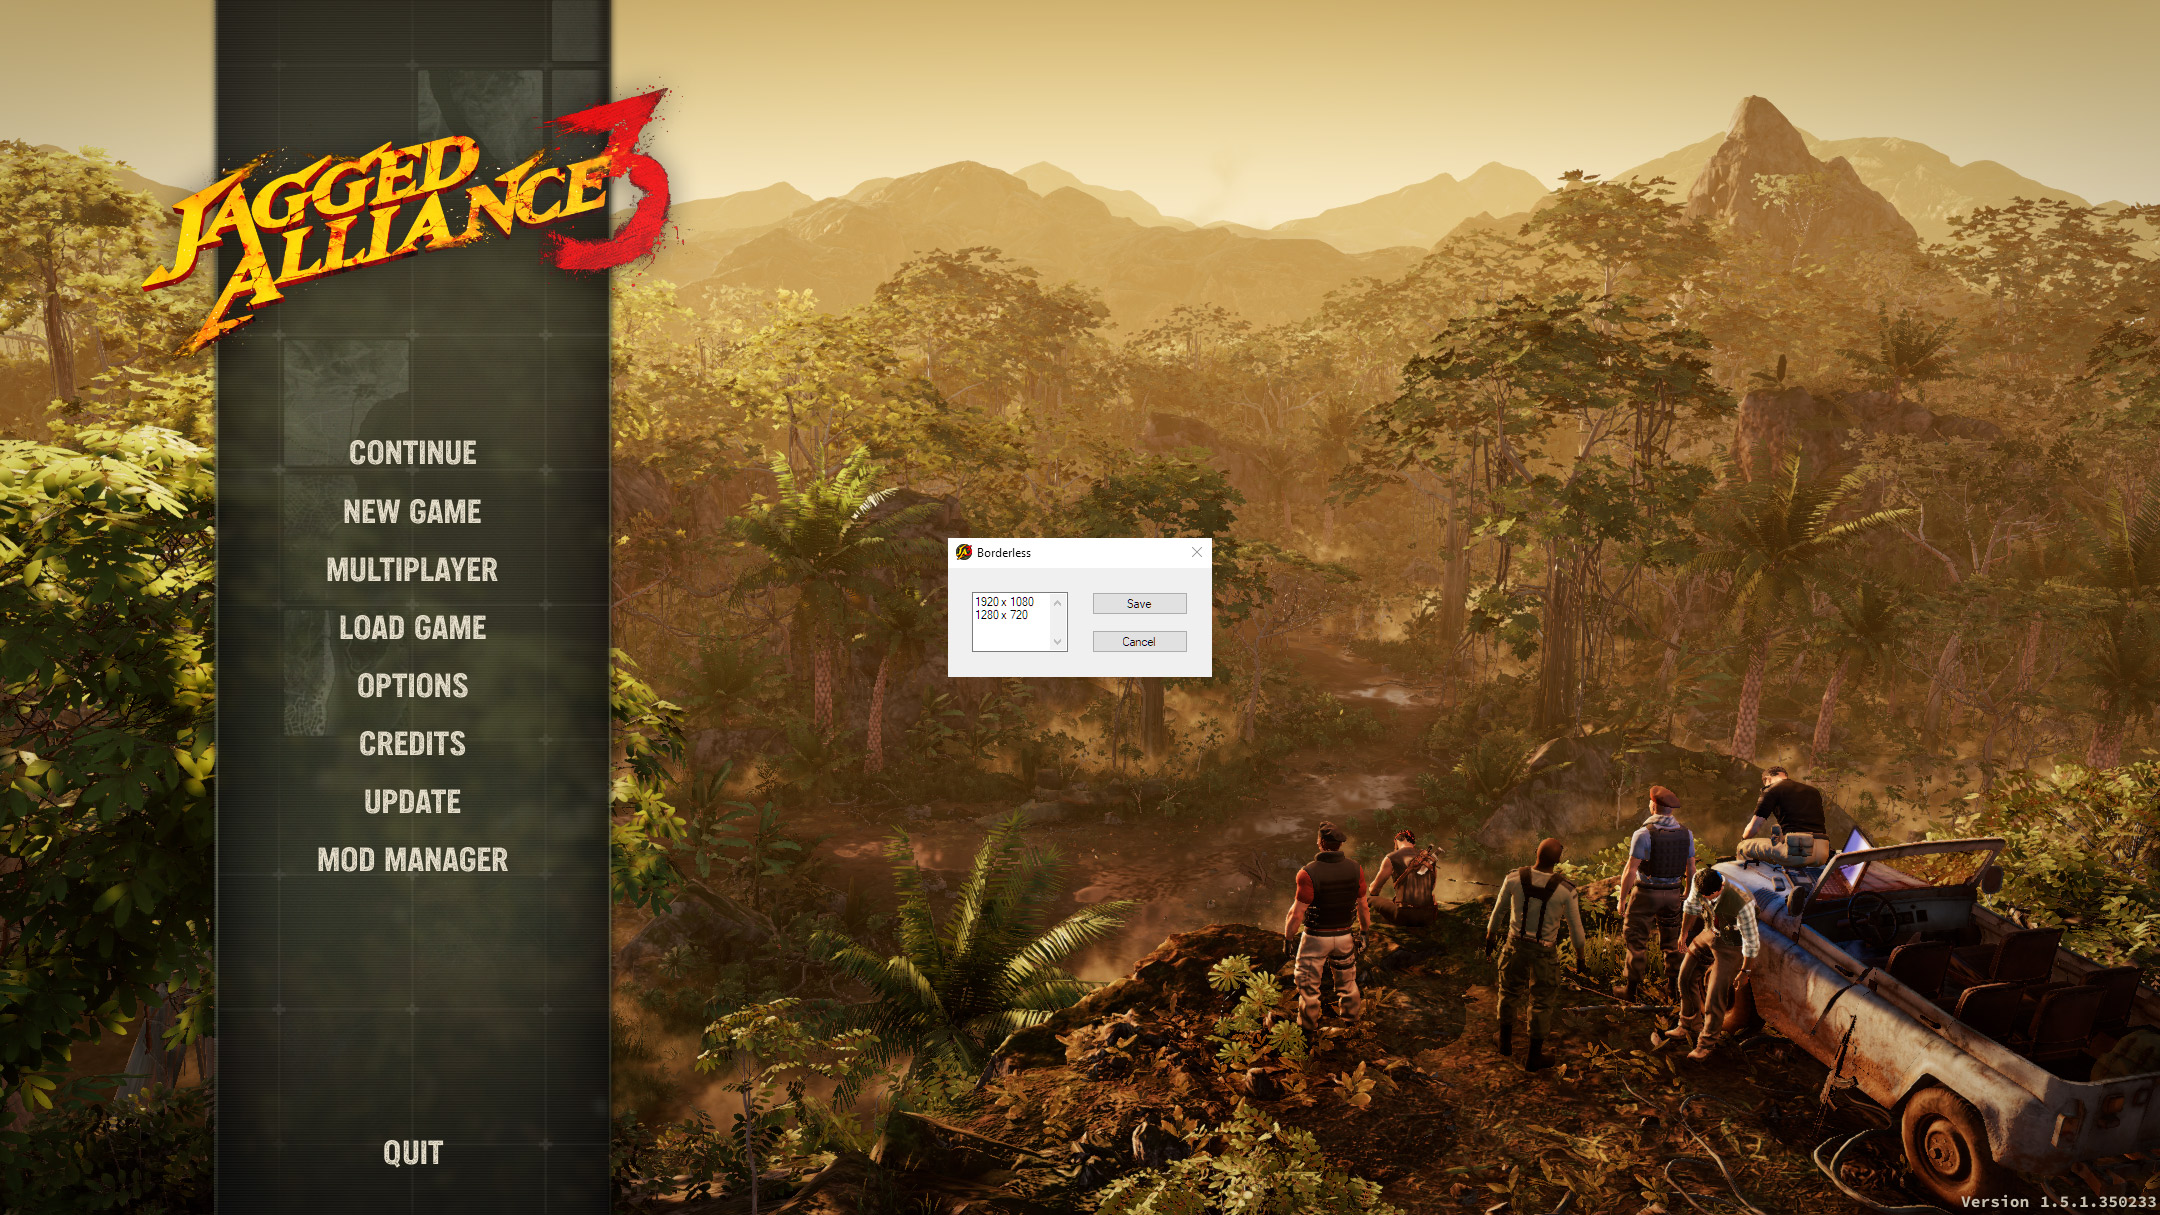 JAGGED
ALLIANCE 3
CONTINUE
NEW GAME
MULTIPLAYER
LOAD GAME
OPTIONS
CREDITS
UPDATE
MOD MANAGER
QUIT
Borderless
1920 x 1080
1280 x 720
Save
Cancel
Version 1.5.1.350233